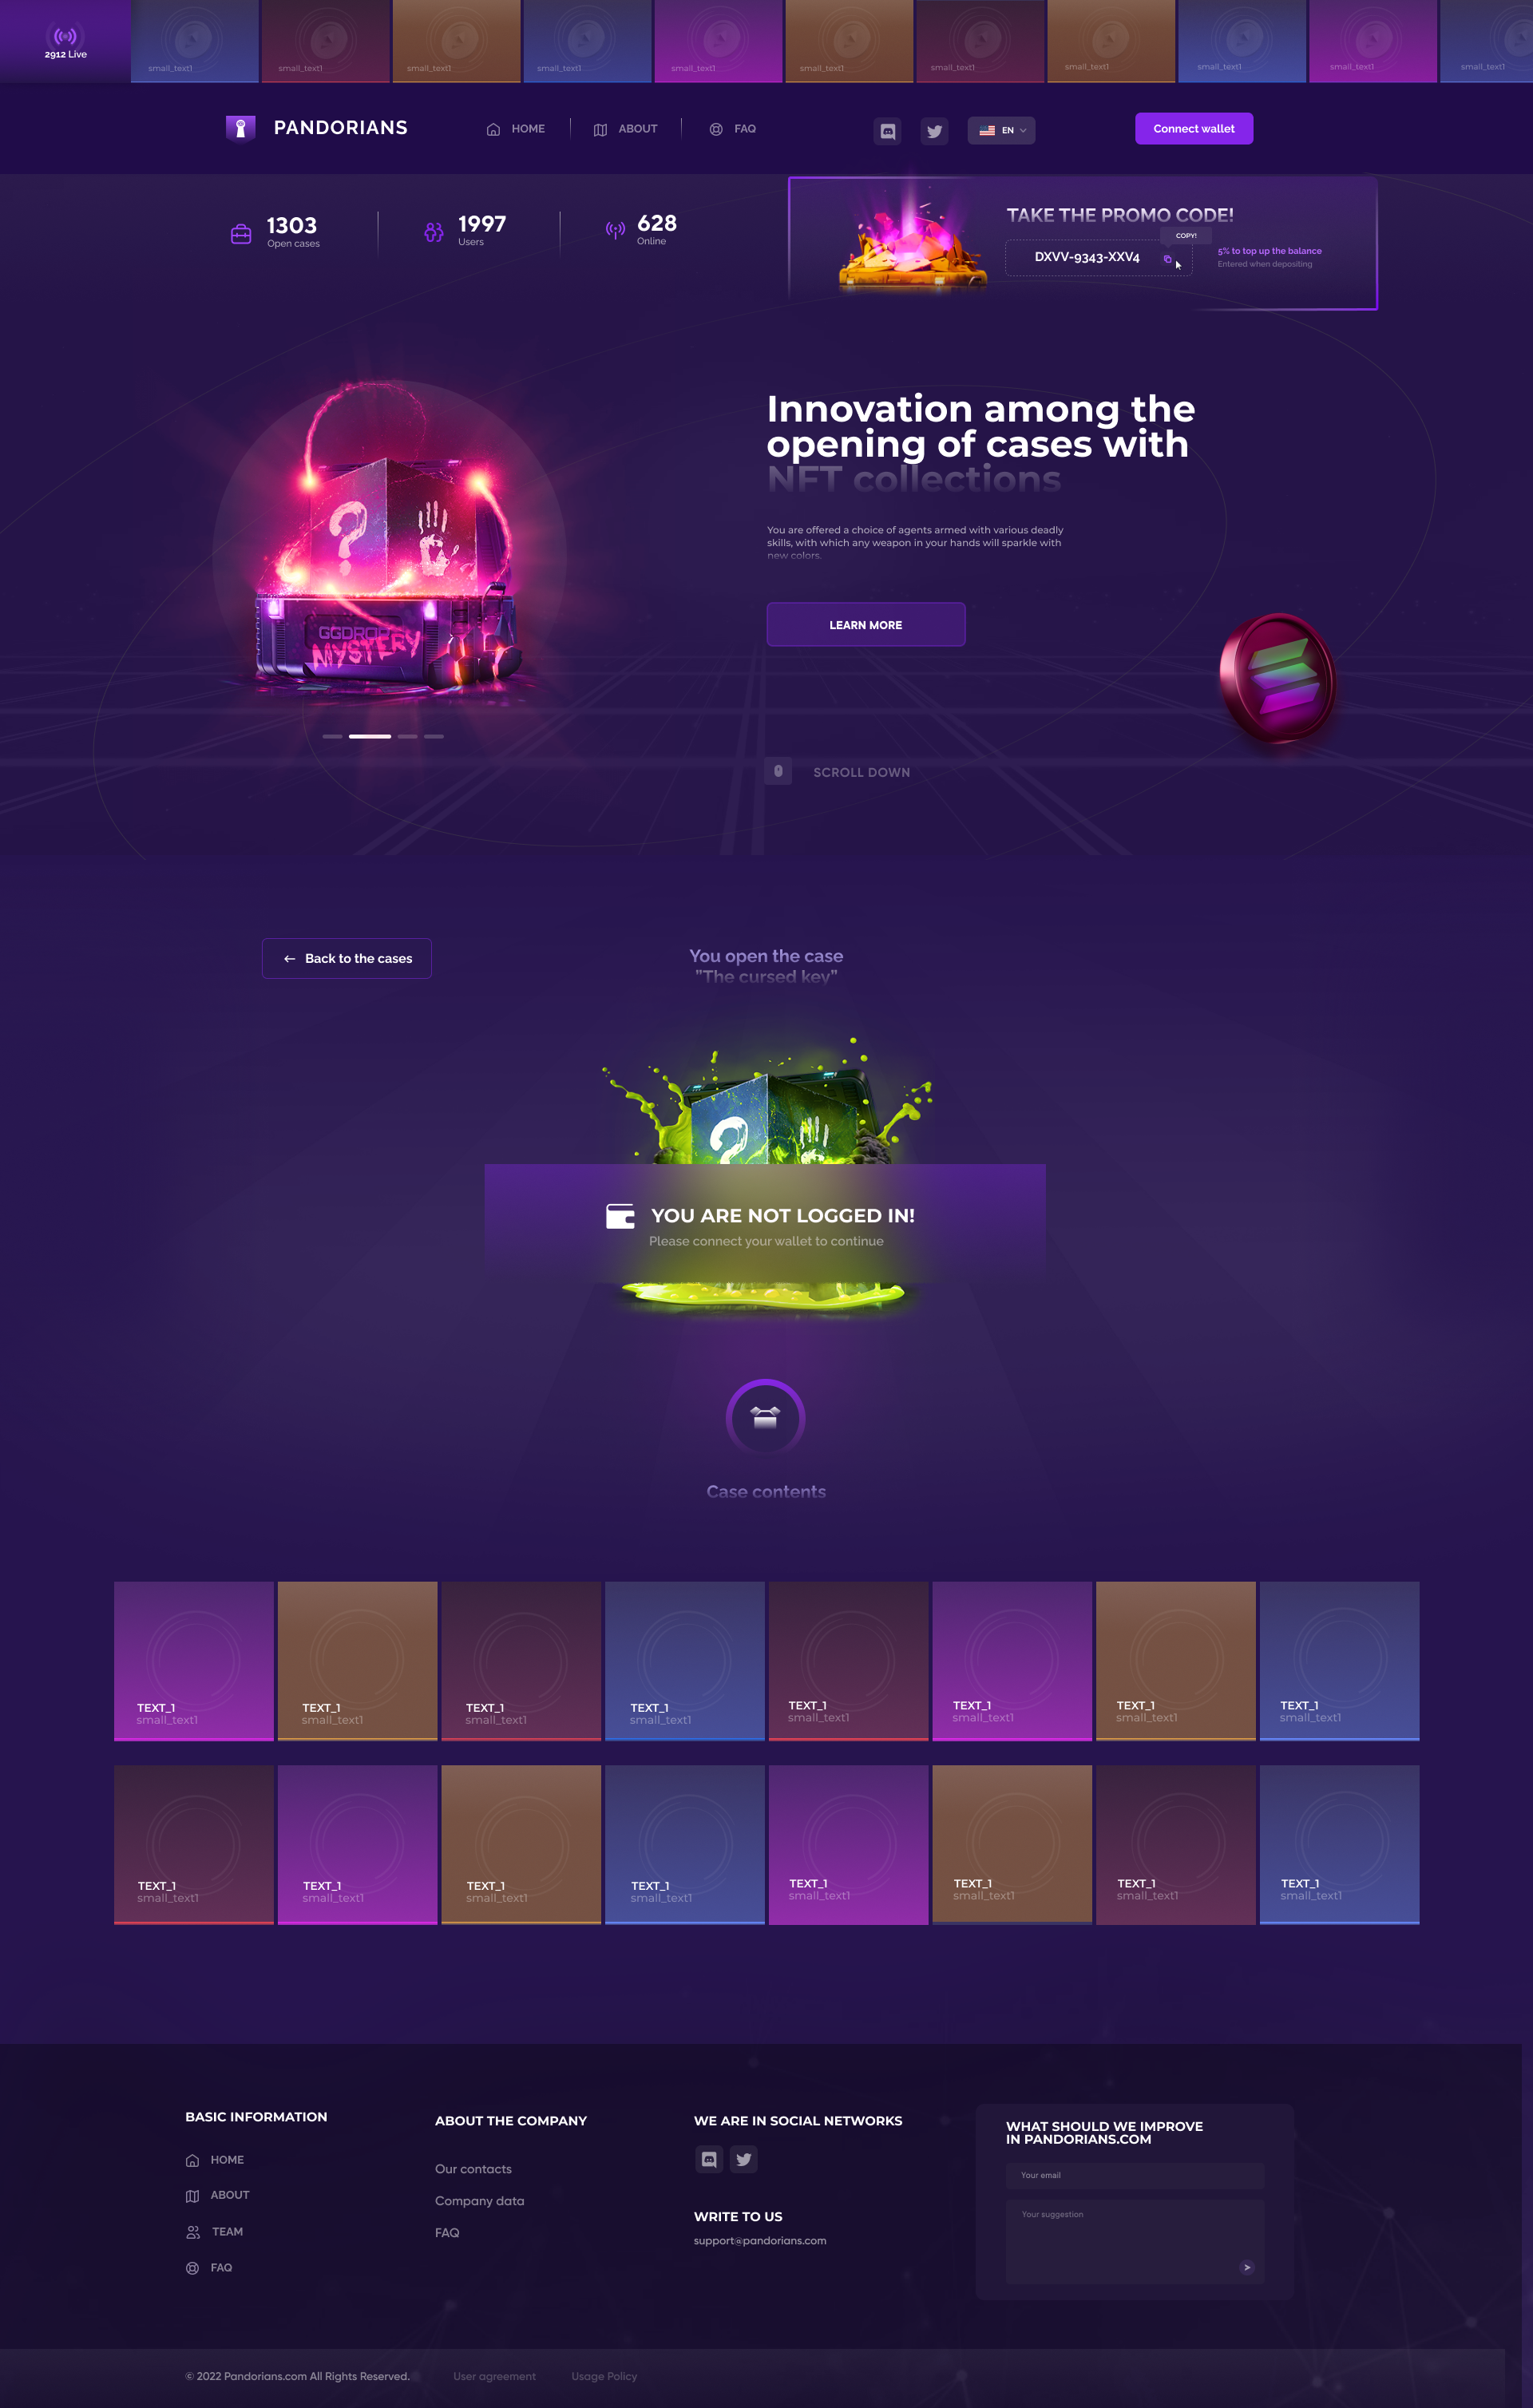 2912 Live
small_text1
small_text1
small_text1
small_text1
small_text1
small_text1
small_text1
small_text1
small_text1
small_text1
small_text1
PANDORIANS
HOME
ABOUT
FAQ
EN
Connect wallet
1303
Open cases
1997
Users
628
Online
TAKE THE PROMO CODE!
COPY!
DXVV-9343-XXV4
5% to top up the balance
Entered when depositing
Innovation among the
opening of cases with
NFT collections
You are offered a choice of agents armed with various deadly
skills, with which any weapon in your hands will sparkle with
new colors.
LEARN MORE
GGDROP
MYSTERY
SCROLL DOWN
Back to the cases
You open the case
"The cursed key"
YOU ARE NOT LOGGED IN!
Please connect your wallet to continue
Case contents
TEXT_1
small_text1
TEXT_1
small_text1
TEXT_1
small_text1
TEXT_1
small_text1
TEXT_1
small_text1
TEXT_1
small_text1
TEXT_1
small_text1
TEXT_1
small_text1
TEXT_1
small_text1
TEXT_1
small_text1
TEXT_1
small_text1
TEXT_1
small_text1
TEXT_1
small_text1
TEXT_1
small_text1
TEXT_1
small_text1
TEXT_1
small_text1
BASIC INFORMATION
HOME
ABOUT
TEAM
FAQ
ABOUT THE COMPANY
Our contacts
Company data
FAQ
WE ARE IN SOCIAL NETWORKS
WRITE TO US
support@pandorians.com
WHAT SHOULD WE IMPROVE
IN PANDORIANS.COM
Your email
Your suggestion
© 2022 Pandorians.com All Rights Reserved.
User agreement
Usage Policy